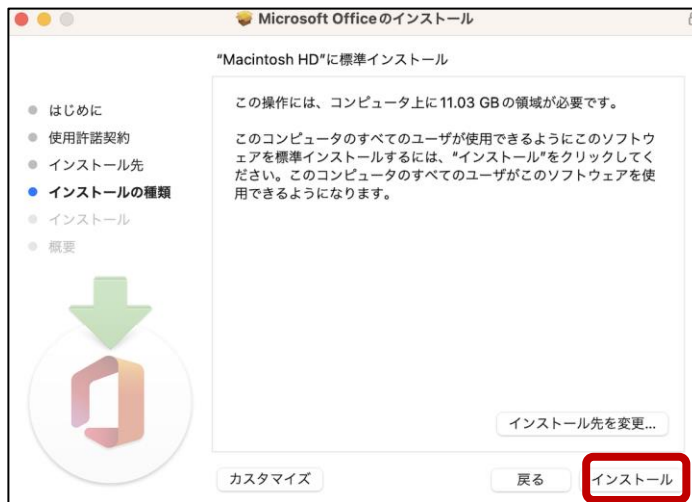 Microsoft Officeのインストール
"Macintosh HD"に標準インストール
はじめに
使用許諾契約
インストール先
インストールの種類
インストール
概要
この操作には、コンピュータ上に11.03 GBの領域が必要です。
このコンピュータのすべてのユーザが使用できるようにこのソフトウ
ェアを標準インストールするには、"インストール"をクリックしてく
ださい。このコンピュータのすべてのユーザがこのソフトウェアを使
用できるようになります。
インストール先を変更...
カスタマイズ
戻る
インストール